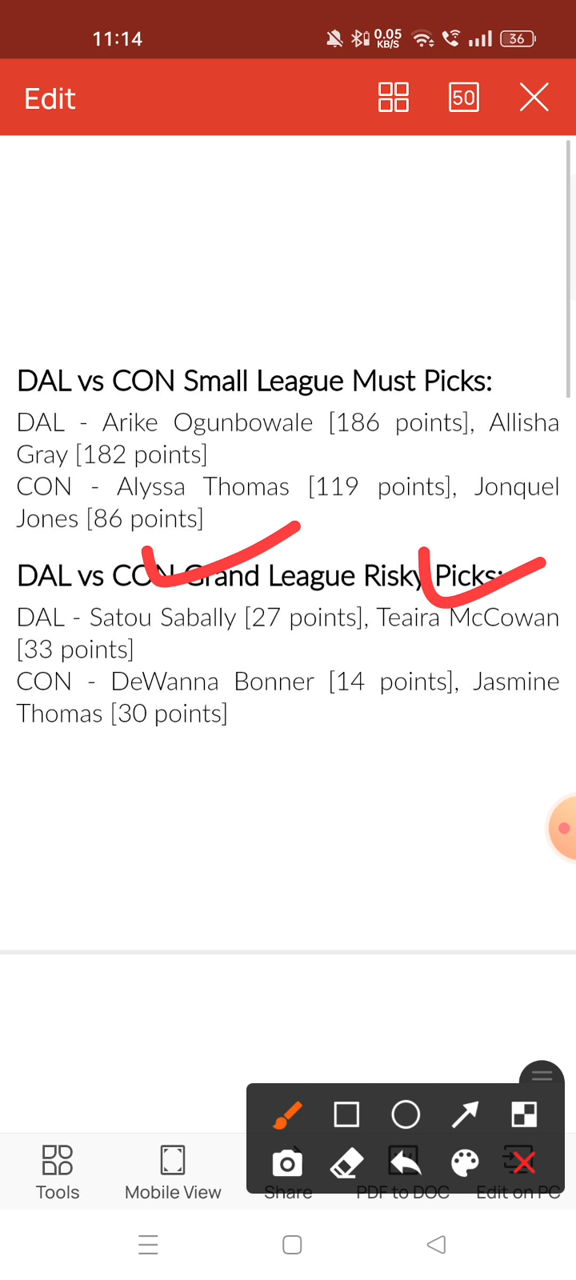 11:14
0.05
KB/S
36
Edit
50
DAL vs CON Small League Must Picks:
DAL - Arike Ogunbowale [186 points], Allisha
Gray [182 points]
CON - Alyssa Thomas [119 points], Jonquel
Jones [86 points]
DAL vs CON Grand League Risky Picks:
DAL - Satou Sabally [27 points], Teaira McCowan
[33 points]
CON - DeWanna Bonner [14 points], Jasmine
Thomas [30 points]
Tools
Mobile View
Share
PDF to DOC
Edit on PC